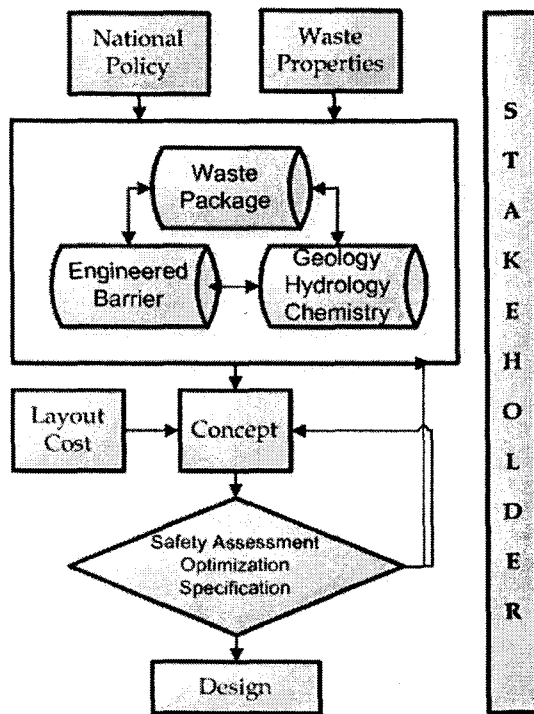 National
Policy
Waste
Properties
Waste
Package
Engineered
Barrier
Geology
Hydrology
Chemistry
Layout
Cost
Concept
Safety Assessment
Optimization
Specification
Design
S
T
A
K
E
H
O
L
D
E
R